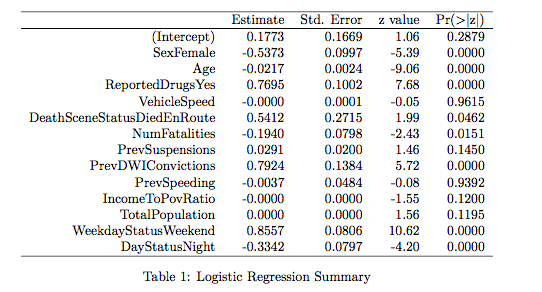 Estimate Std. Error z value Pr(>|z|)
(Intercept) 0.1773 0.1669 1.06 0.2879
SexFemale -0.5373 0.0997 -5.39 0.0000
Age -0.0217 0.0024 -9.06 0.0000
ReportedDrugsYes 0.7695 0.1002 7.68 0.0000
VehicleSpeed -0.0000 0.0001 -0.05 0.9615
DeathSceneStatusDiedEnRoute 0.5412 0.2715 1.99 0.0462
NumFatalities -0.1940 0.0798 -2.43 0.0151
PrevSuspensions 0.0291 0.0200 1.46 0.1450
PrevDWIConvictions 0.7924 0.1384 5.72 0.0000
PrevSpeeding -0.0037 0.0484 -0.08 0.9392
IncomeToPovRatio -0.0000 0.0000 -1.55 0.1200
TotalPopulation 0.0000 0.0000 1.56 0.1195
WeekdayStatusWeekend 0.8557 0.0806 10.62 0.0000
DayStatusNight -0.3342 0.0797 -4.20 0.0000
Table 1: Logistic Regression Summary